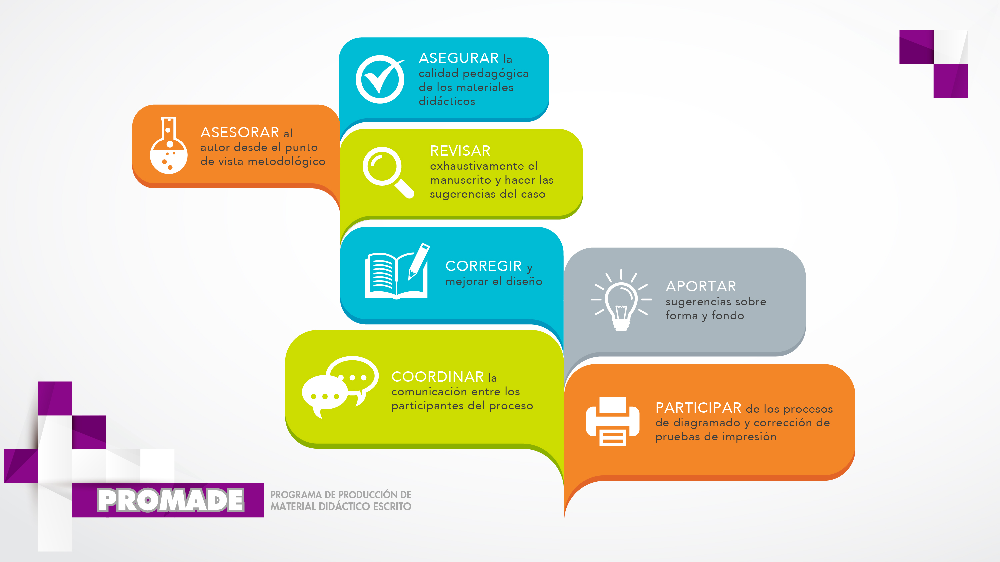 ASEGURAR la
calidad pedagógica
de los materiales
didácticos
ASESORAR al
autor desde el punto
de vista metodológico
REVISAR
exhaustivamente el
manuscrito y hacer las
sugerencias del caso
CORREGIR y
mejorar el diseño
APORTAR
sugerencias sobre
forma y fondo
COORDINAR la
comunicación entre los
participantes del proceso
PARTICIPAR de los procesos
de diagramado y corrección de
pruebas de impresión
PROMADE
PROGRAMA DE PRODUCCIÓN DE
MATERIAL DIDÁCTICO ESCRITO